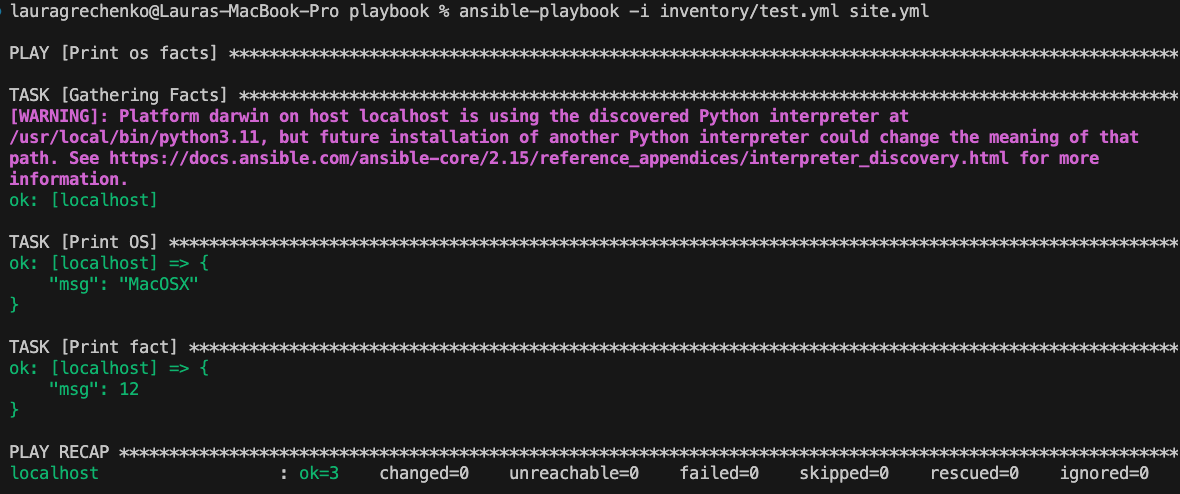 lauragrechenko@Lauras-MacBook-Pro playbook % ansible-playbook -i inventory/test.yml site.yml
PLAY [Print os facts] ***********************************************************************************************
TASK [Gathering Facts] **********************************************************************************************
[WARNING]: Platform darwin on host localhost is using the discovered Python interpreter at
/usr/local/bin/python3.11, but future installation of another Python interpreter could change the meaning of that
path. See https://docs.ansible.com/ansible-core/2.15/reference_appendices/interpreter_discovery.html for more
information.
ok: [localhost]
TASK [Print OS] *****************************************************************************************************
ok: [localhost] => {
    "msg": "MacOSX"
}
TASK [Print fact] ***************************************************************************************************
ok: [localhost] => {
    "msg": 12
}
PLAY RECAP **********************************************************************************************************
localhost                  : ok=3    changed=0    unreachable=0    failed=0    skipped=0    rescued=0    ignored=0